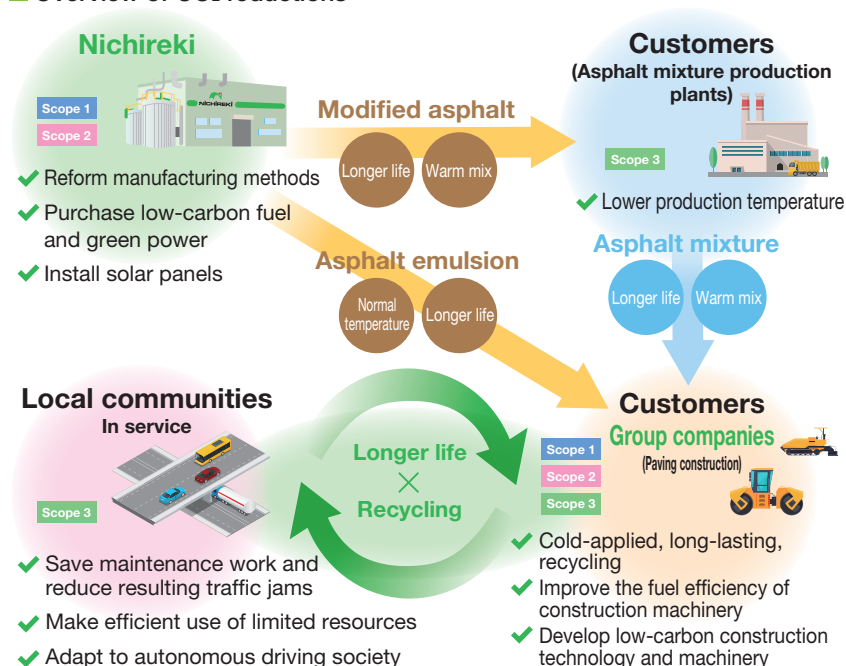 Overview of CO2 reductions
Nichireki
NICHIREKI
Scope 1
Scope 2
Reform manufacturing methods
Purchase low-carbon fuel
and green power
Install solar panels
Modified asphalt
Longer life
Warm mix
Customers
(Asphalt mixture production
plants)
Scope 3
Lower production temperature
Asphalt emulsion
Normal
temperature
Longer life
Asphalt mixture
Longer life
Warm mix
Local communities
In service
Scope 3
Save maintenance work and
reduce resulting traffic jams
Make efficient use of limited resources
Adapt to autonomous driving society
Longer life
×
Recycling
Customers
Group companies
(Paving construction)
Scope 1
Scope 2
Scope 3
Cold-applied, long-lasting,
recycling
Improve the fuel efficiency of
construction machinery
Develop low-carbon construction
technology and machinery